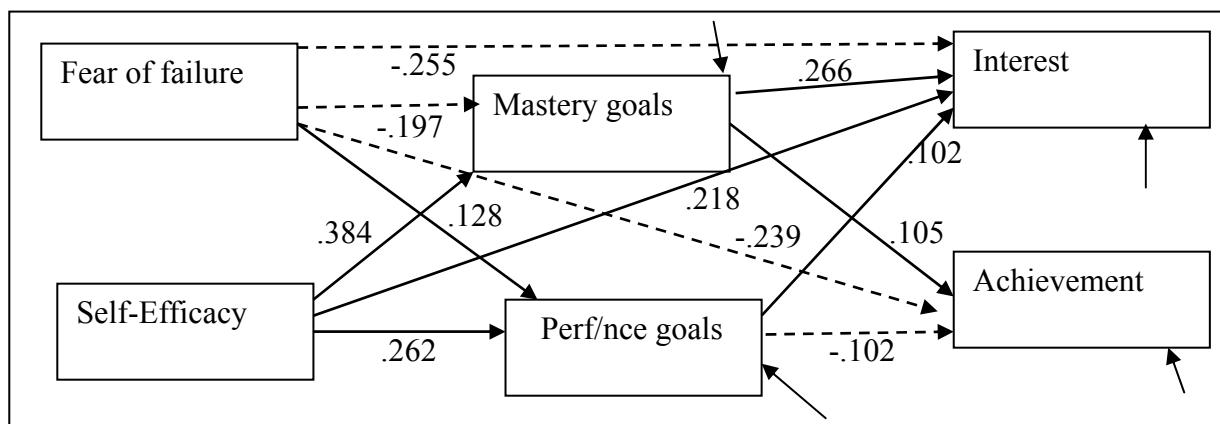 Fear of failure
-.255
.266
Interest
Mastery goals
-.197
.102
.218
.128
.384
-.239
.105
Achievement
Self-Efficacy
Perf/nce goals
.262
-.102